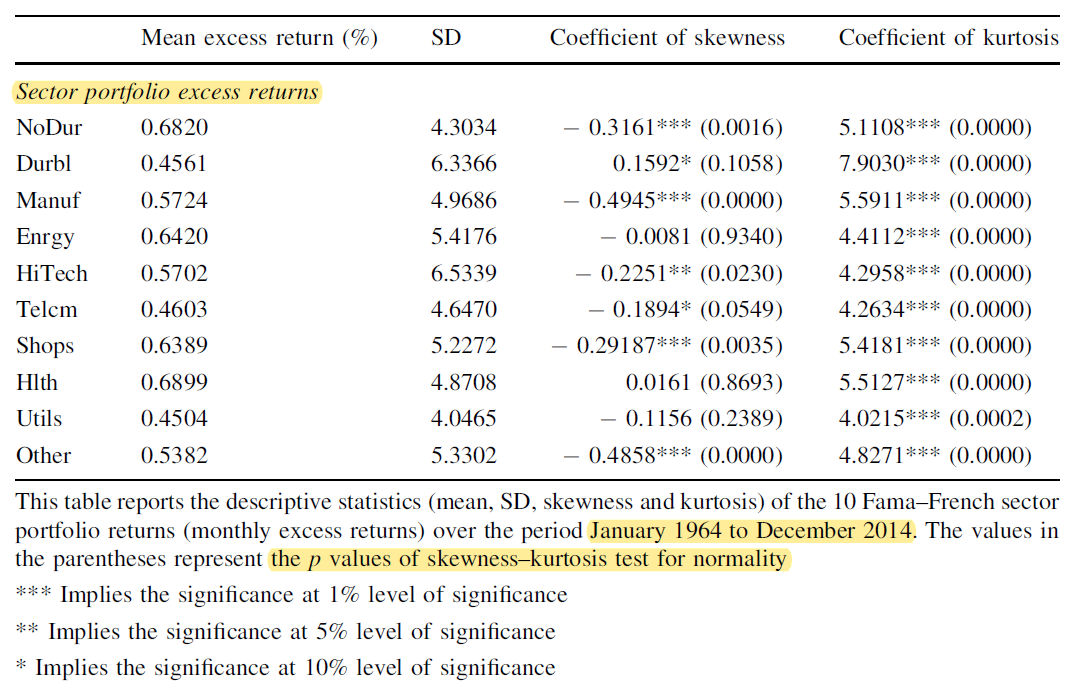 Mean excess return (%) SD Coefficient of skewness Coefficient of kurtosis
Sector portfolio excess returns
NoDur 0.6820 4.3034 − 0.3161*** (0.0016) 5.1108*** (0.0000)
Durbl 0.4561 6.3366 0.1592* (0.1058) 7.9030*** (0.0000)
Manuf 0.5724 4.9686 − 0.4945*** (0.0000) 5.5911*** (0.0000)
Enrgy 0.6420 5.4176 − 0.0081 (0.9340) 4.4112*** (0.0000)
HiTech 0.5702 6.5339 − 0.2251** (0.0230) 4.2958*** (0.0000)
Telcm 0.4603 4.6470 − 0.1894* (0.0549) 4.2634*** (0.0000)
Shops 0.6389 5.2272 − 0.29187*** (0.0035) 5.4181*** (0.0000)
Hlth 0.6899 4.8708 0.0161 (0.8693) 5.5127*** (0.0000)
Utils 0.4504 4.0465 − 0.1156 (0.2389) 4.0215*** (0.0002)
Other 0.5382 5.3302 − 0.4858*** (0.0000) 4.8271*** (0.0000)
This table reports the descriptive statistics (mean, SD, skewness and kurtosis) of the 10 Fama–French sector
portfolio returns (monthly excess returns) over the period January 1964 to December 2014. The values in
the parentheses represent the p values of skewness–kurtosis test for normality
*** Implies the significance at 1% level of significance
** Implies the significance at 5% level of significance
* Implies the significance at 10% level of significance